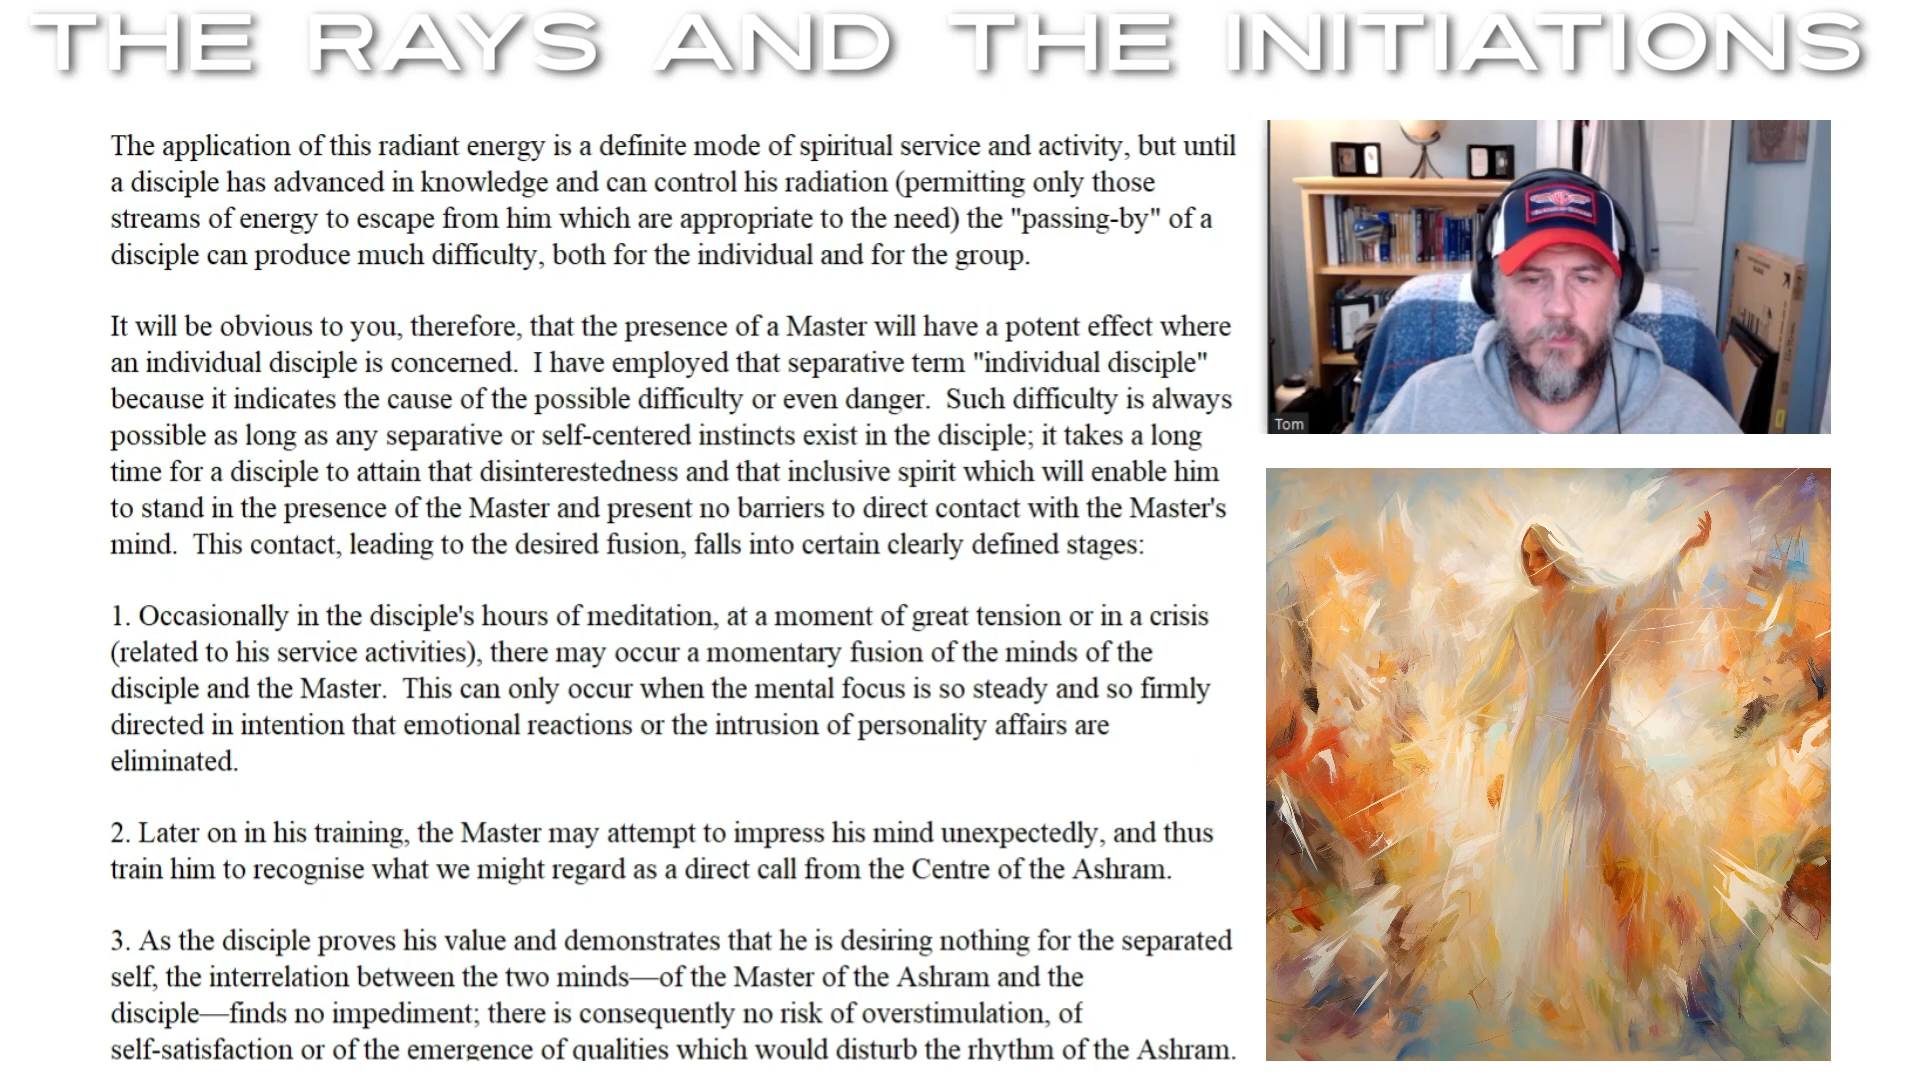 THE RAYS AND THE INITIATIONS
The application of this radiant energy is a definite mode of spiritual service and activity, but until
a disciple has advanced in knowledge and can control his radiation (permitting only those
streams of energy to escape from him which are appropriate to the need) the "passing-by" of a
disciple can produce much difficulty, both for the individual and for the group.
It will be obvious to you, therefore, that the presence of a Master will have a potent effect where
an individual disciple is concerned.  I have employed that separative term "individual disciple"
because it indicates the cause of the possible difficulty or even danger.  Such difficulty is always
possible as long as any separative or self-centered instincts exist in the disciple; it takes a long
time for a disciple to attain that disinterestedness and that inclusive spirit which will enable him
to stand in the presence of the Master and present no barriers to direct contact with the Master's
mind.  This contact, leading to the desired fusion, falls into certain clearly defined stages:
1. Occasionally in the disciple's hours of meditation, at a moment of great tension or in a crisis
(related to his service activities), there may occur a momentary fusion of the minds of the
disciple and the Master.  This can only occur when the mental focus is so steady and so firmly
directed in intention that emotional reactions or the intrusion of personality affairs are
eliminated.
2. Later on in his training, the Master may attempt to impress his mind unexpectedly, and thus
train him to recognise what we might regard as a direct call from the Centre of the Ashram.
3. As the disciple proves his value and demonstrates that he is desiring nothing for the separated
self, the interrelation between the two minds—of the Master of the Ashram and the
disciple—finds no impediment; there is consequently no risk of overstimulation, of
self-satisfaction or of the emergence of qualities which would disturb the rhythm of the Ashram.
Tom